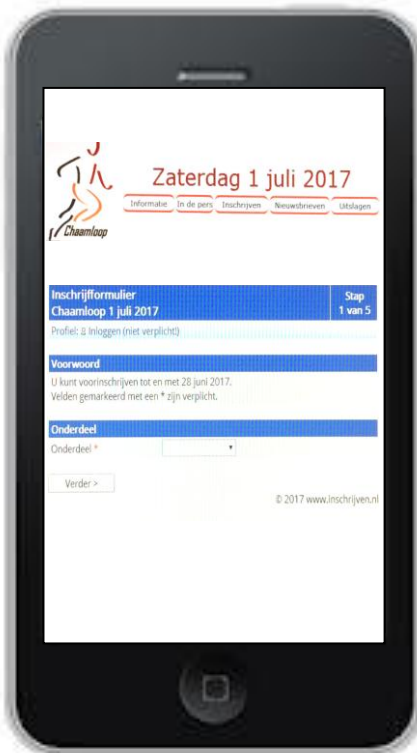 Chaamloop
Zaterdag 1 juli 2017
Informatie In de pers Inschrijven Nieuwsbrieven Uitslagen
Inschrijfformulier
Chaamloop 1 juli 2017
Stap
1 van 5
Profiel: Inloggen (niet verplicht!)
Voorwoord
U kunt voorinschrijven tot en met 28 juni 2017.
Velden gemarkeerd met een * zijn verplicht.
Onderdeel
Onderdeel *
Verder >
© 2017 www.inschrijven.nl